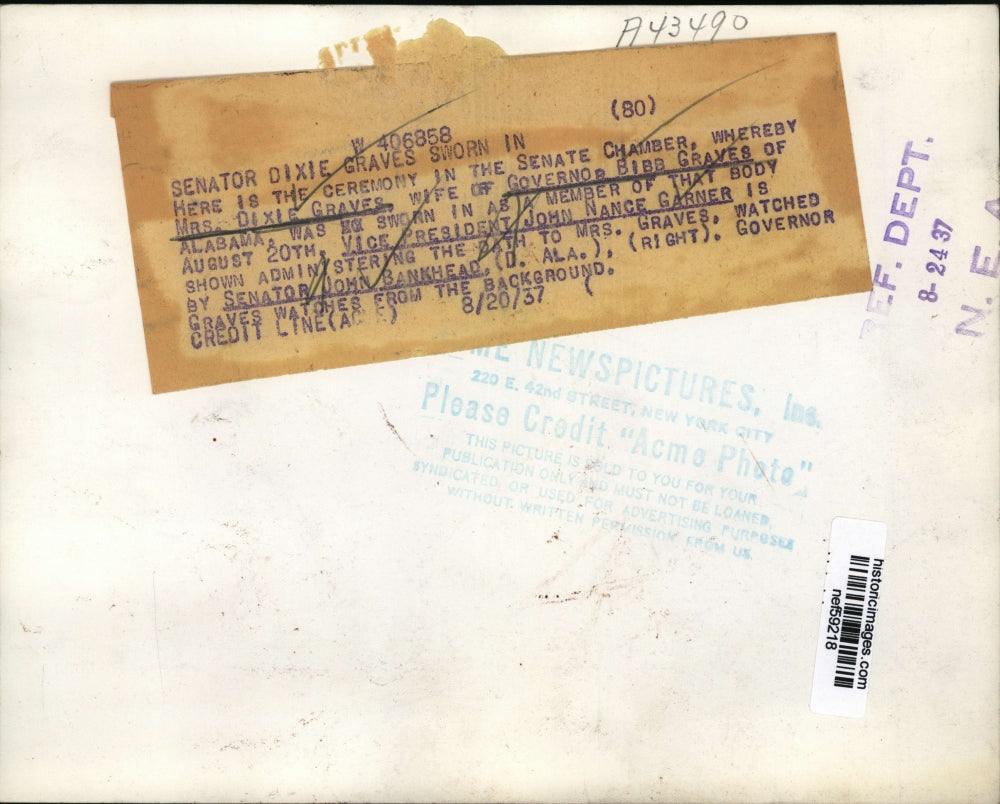 A43490
W 406858 (80)
SENATOR DIXIE GRAVES SWORN IN
HERE IS THE CEREMONY IN THE SENATE CHAMBER, WHEREBY
MRS. DIXIE GRAVES, WIFE OF GOVERNOR BIBB GRAVES OF
ALABAMA, WAS SWORN IN AS A MEMBER OF THAT BODY
AUGUST 20TH. VICE PRESIDENT JOHN NANCE GARNER IS
SHOWN ADMINISTERING THE OATH TO MRS. GRAVES, WATCHED
BY SENATOR JOHN BANKHEAD, (D. ALA.), (RIGHT). GOVERNOR
GRAVES WATCHES FROM THE BACKGROUND.
CREDIT LINE(ACME) 8/20/37 (
NEWSPICTURES, Inc.
220 E. 42nd STREET, NEW YORK CITY
Please Credit "Acme Photo"
THIS PICTURE IS SOLD TO YOU FOR YOUR
PUBLICATION ONLY AND MUST NOT BE LOANED,
SYNDICATED, OR USED FOR ADVERTISING PURPOSES
WITHOUT WRITTEN PERMISSION FROM US.
REF. DEPT.
8-24 37
N. E. A
historicimages.com
nef59218